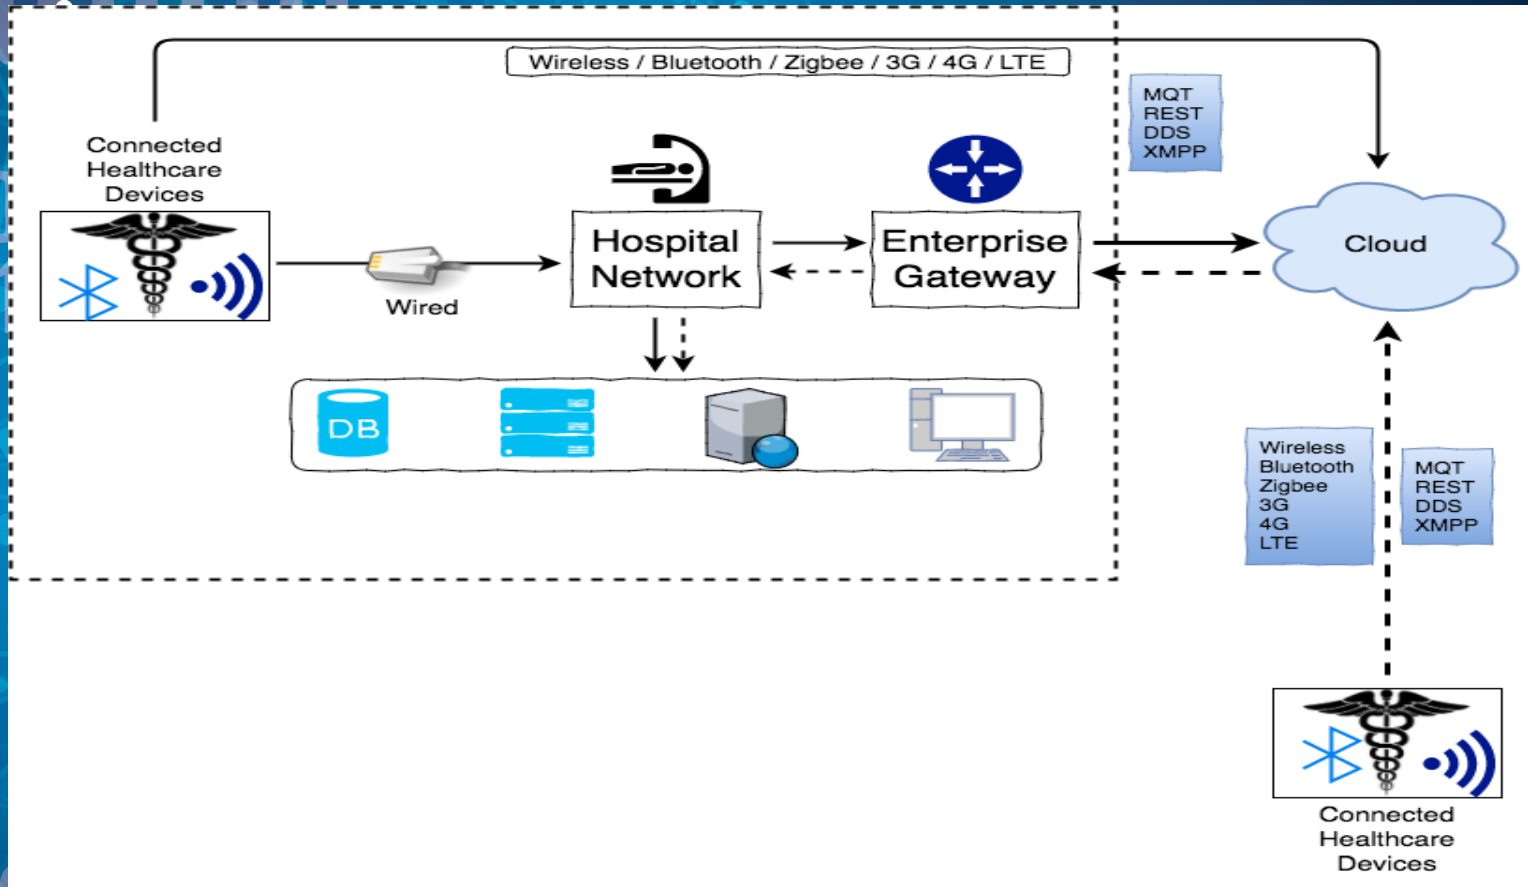 Wireless / Bluetooth / Zigbee / 3G / 4G / LTE
MQT
REST
DDS
XMPP
Connected
Healthcare
Devices
Wired
Hospital
Network
Enterprise
Gateway
Cloud
DB
Wireless
Bluetooth
Zigbee
3G
4G
LTE
MQT
REST
DDS
XMPP
Connected
Healthcare
Devices